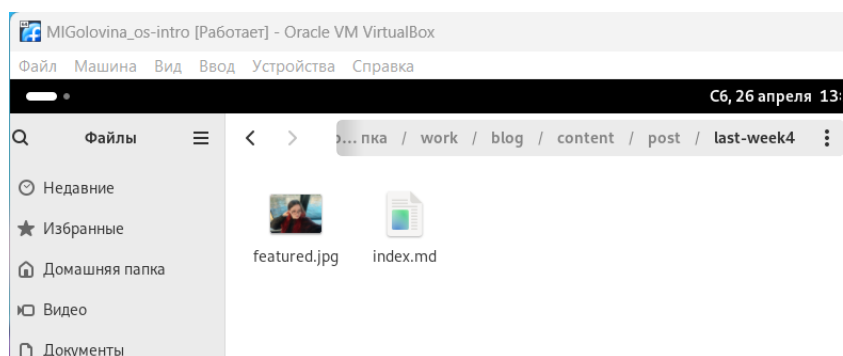 MIGolovina_os-intro [Работает] - Oracle VM VirtualBox
Файл Машина Вид Ввод Устройства Справка
Сб, 26 апреля 13:
Файлы
пка / work / blog / content / post / last-week4
Недавние
Избранные
Домашняя папка
Видео
Документы
featured.jpg index.md